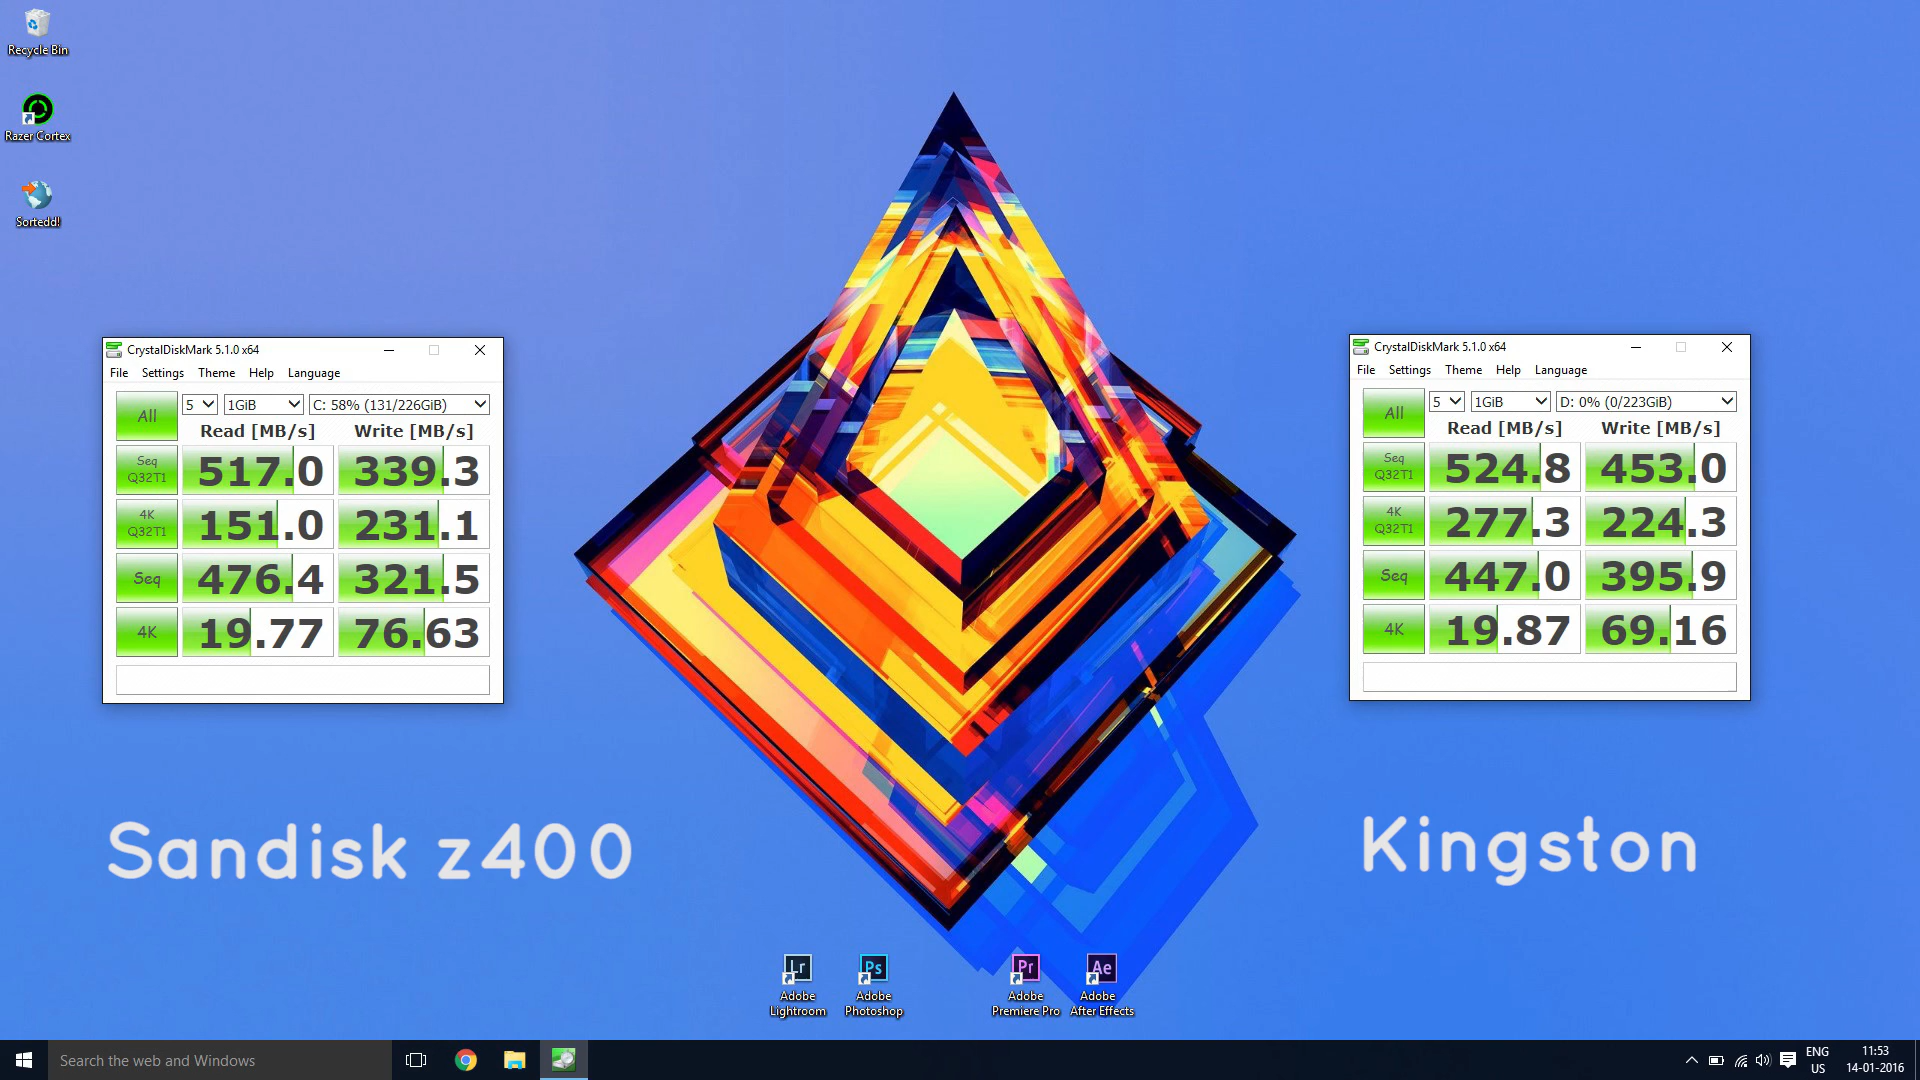 Recycle Bin
Razer Cortex
Sortedd!
CrystalDiskMark 5.1.0 x64
File Settings Theme Help Language
All 5 1GiB C: 58% (131/226GiB)
Read [MB/s] Write [MB/s]
Seq
Q32T1 517.0 339.3
4K
Q32T1 151.0 231.1
Seq 476.4 321.5
4K 19.77 76.63
CrystalDiskMark 5.1.0 x64
File Settings Theme Help Language
All 5 1GiB D: 0% (0/223GiB)
Read [MB/s] Write [MB/s]
Seq
Q32T1 524.8 453.0
4K
Q32T1 277.3 224.3
Seq 447.0 395.9
4K 19.87 69.16
Sandisk z400
Kingston
Lr
Adobe
Lightroom
Ps
Adobe
Photoshop
Pr
Adobe
Premiere Pro
Ae
Adobe
After Effects
Search the web and Windows
ENG
US
11:53
14-01-2016